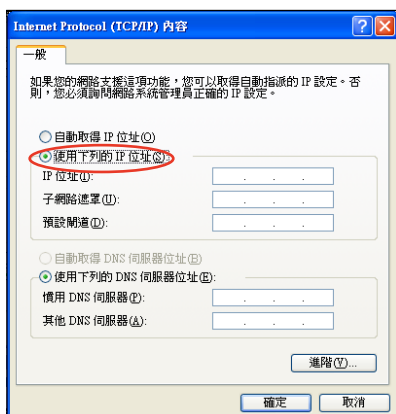 Internet Protocol (TCP/IP) 內容
一般
如果您的網路支援這項功能，您可以取得自動指派的 IP 設定。否
則，您必須詢問網路系統管理員正確的 IP 設定。
自動取得 IP 位址(O)
使用下列的 IP 位址(S):
IP 位址(I):
子網路遮罩(U):
預設閘道(D):
自動取得 DNS 伺服器位址(B)
使用下列的 DNS 伺服器位址(E):
慣用 DNS 伺服器(P):
其他 DNS 伺服器(A):
進階(V)...
確定
取消